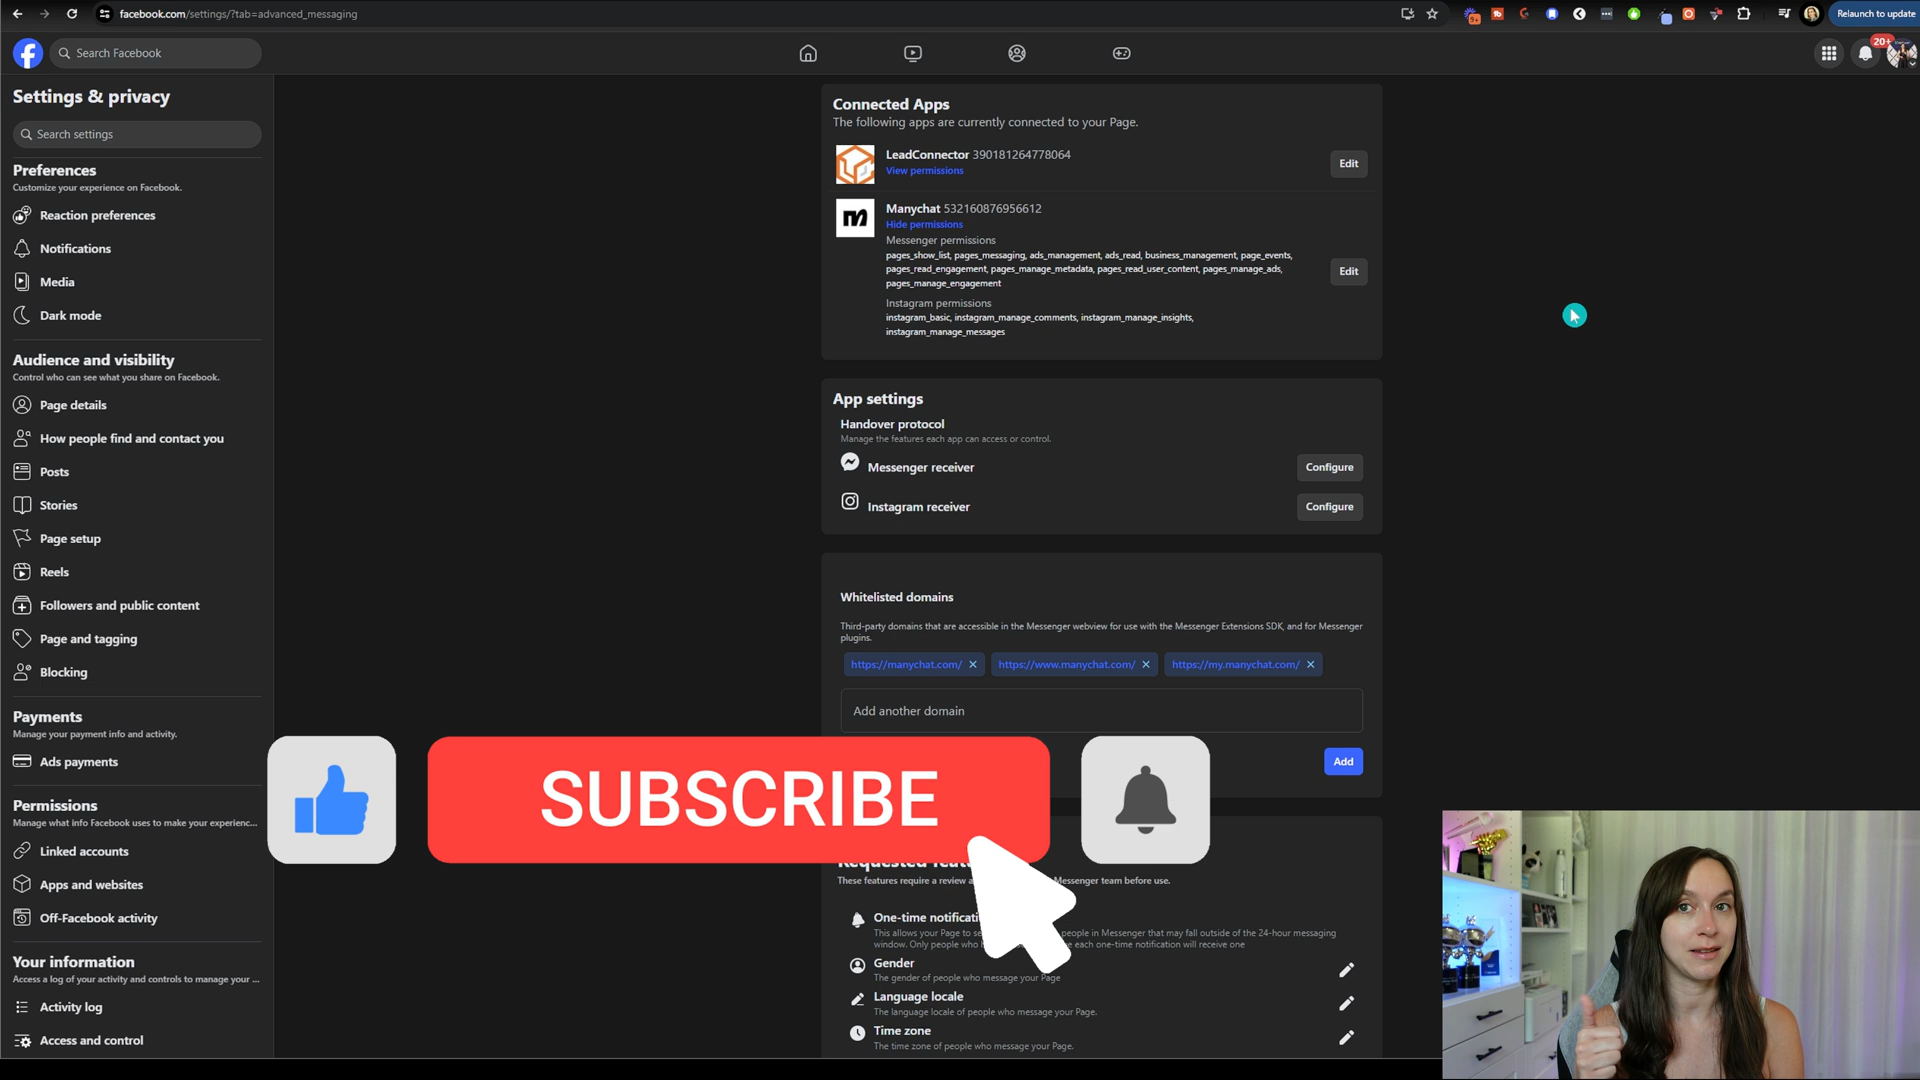 facebook.com/settings/?tab=advanced_messaging
Relaunch to update
Search Facebook
20+
Settings & privacy
Search settings
Preferences
Customize your experience on Facebook.
Reaction preferences
Notifications
Media
Dark mode
Audience and visibility
Control who can see what you share on Facebook.
Page details
How people find and contact you
Posts
Stories
Page setup
Reels
Followers and public content
Page and tagging
Blocking
Payments
Manage your payment info and activity.
Ads payments
Permissions
Manage what info Facebook uses to make your experienc...
Linked accounts
Apps and websites
Off-Facebook activity
Your information
Access a log of your activity and controls to manage your ...
Activity log
Access and control
Connected Apps
The following apps are currently connected to your Page.
LeadConnector 390181264778064
View permissions
Edit
Manychat 532160876956612
Hide permissions
Messenger permissions
pages_show_list, pages_messaging, ads_management, ads_read, business_management, page_events,
pages_read_engagement, pages_manage_metadata, pages_read_user_content, pages_manage_ads,
pages_manage_engagement
Edit
Instagram permissions
instagram_basic, instagram_manage_comments, instagram_manage_insights,
instagram_manage_messages
App settings
Handover protocol
Manage the features each app can access or control.
Messenger receiver
Configure
Instagram receiver
Configure
Whitelisted domains
Third-party domains that are accessible in the Messenger webview for use with the Messenger Extensions SDK, and for Messenger
plugins.
https://manychat.com/ https://www.manychat.com/ https://my.manychat.com/
Add another domain
Add
SUBSCRIBE
Requested
These features require a review Messenger team before use.
One-time
This allows your Page to people in Messenger that may fall outside of the 24-hour messaging
window. Only people who each one-time notification will receive one
Gender
The gender of people who message your Page
Language locale
The language locale of people who message your Page.
Time zone
The time zone of people who message your Page.